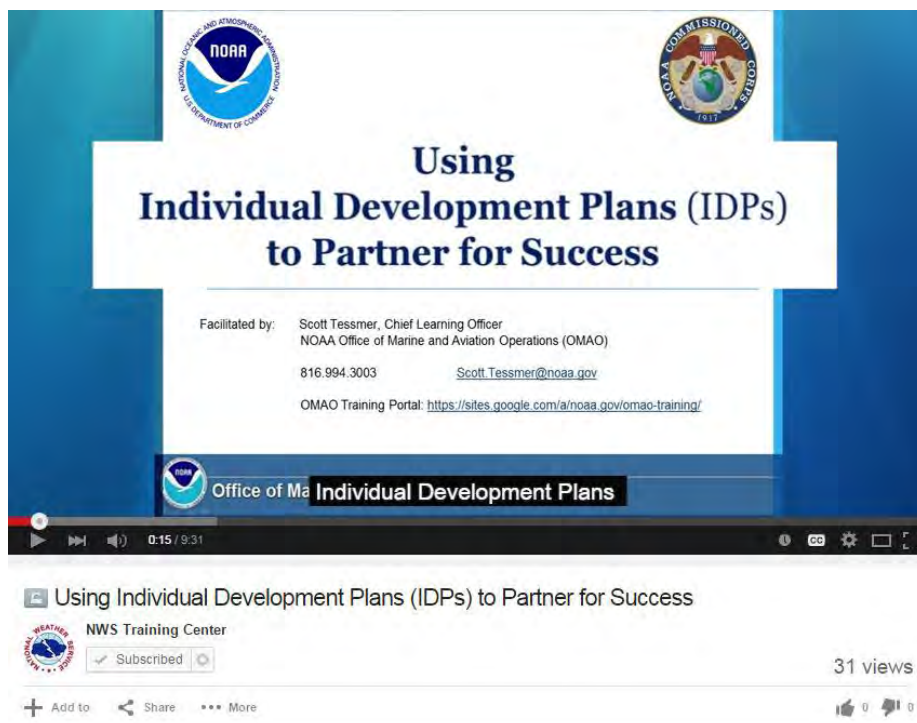 NATIONAL OCEANIC AND ATMOSPHERIC ADMINISTRATION
U.S. DEPARTMENT OF COMMERCE
NOAA
NOAA COMMISSIONED CORPS
1917
Using
Individual Development Plans (IDPs)
to Partner for Success
Facilitated by: Scott Tessmer, Chief Learning Officer
NOAA Office of Marine and Aviation Operations (OMAO)
816.994.3003 Scott.Tessmer@noaa.gov
OMAO Training Portal: https://sites.google.com/a/noaa.gov/omao-training/
NOAA
Office of Ma
Individual Development Plans
0:15 / 9:31
CC
Using Individual Development Plans (IDPs) to Partner for Success
NATIONAL WEATHER SERVICE
NWS Training Center
Subscribed
31 views
Add to Share More
0 0